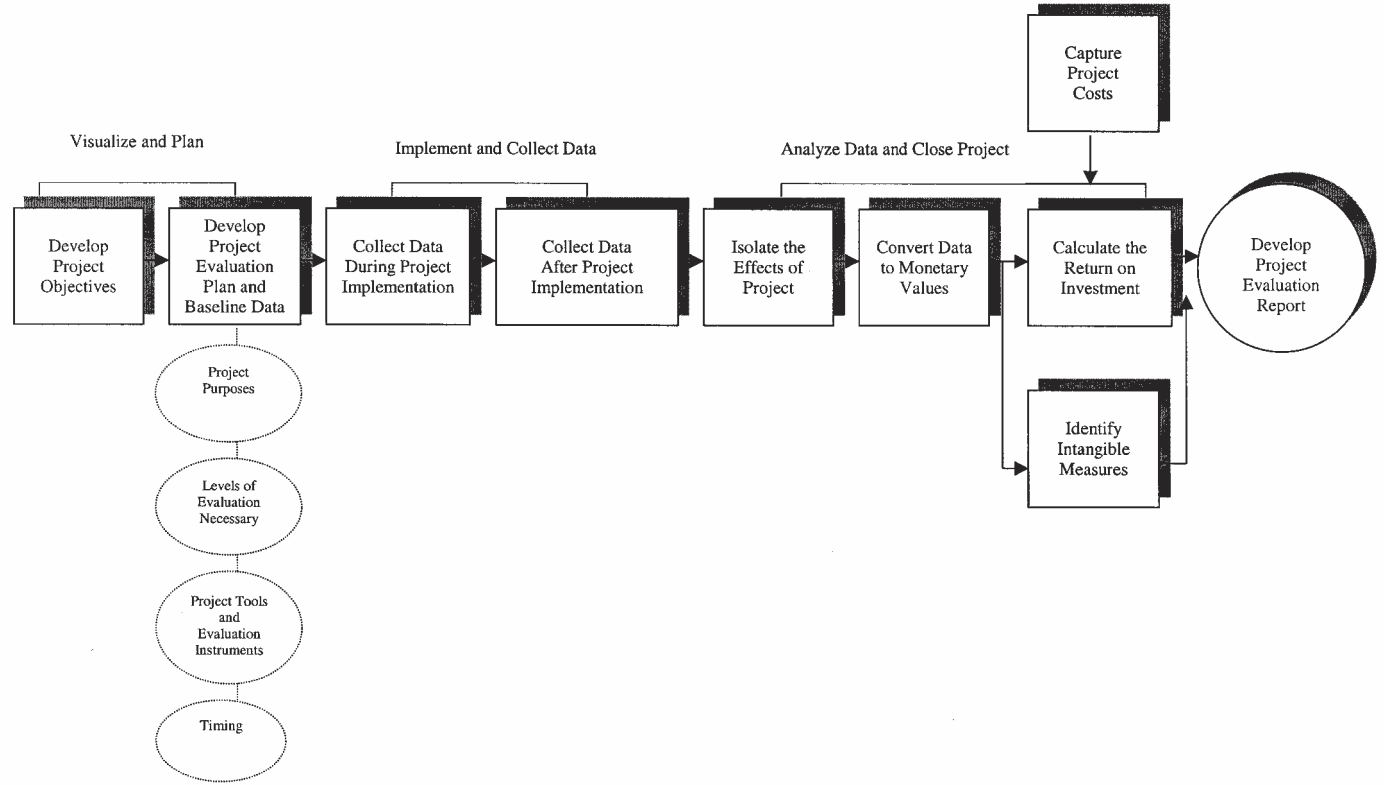 Capture
Project
Costs
Visualize and Plan
Implement and Collect Data
Analyze Data and Close Project
Develop
Project
Objectives
Develop
Project
Evaluation
Plan and
Baseline Data
Collect Data
During Project
Implementation
Collect Data
After Project
Implementation
Isolate the
Effects of
Project
Convert Data
to Monetary
Values
Calculate the
Return on
Investment
Develop
Project
Evaluation
Report
Project
Purposes
Levels of
Evaluation
Necessary
Project Tools
and
Evaluation
Instruments
Timing
Identify
Intangible
Measures